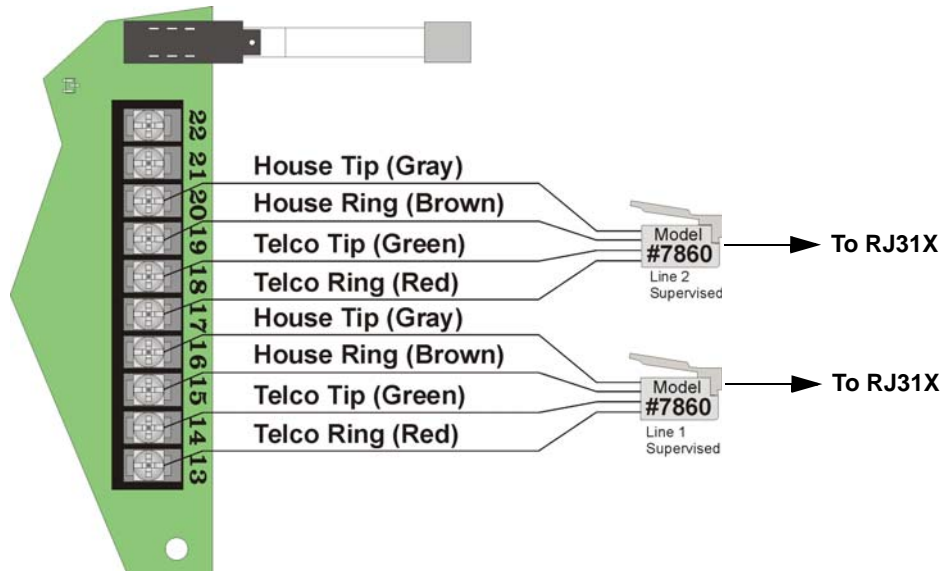 22
21
20
19
18
17
16
15
14
13
House Tip (Gray)
House Ring (Brown)
Telco Tip (Green)
Telco Ring (Red)
House Tip (Gray)
House Ring (Brown)
Telco Tip (Green)
Telco Ring (Red)
Model
#7860
Line 2
Supervised
To RJ31X
Model
#7860
Line 1
Supervised
To RJ31X